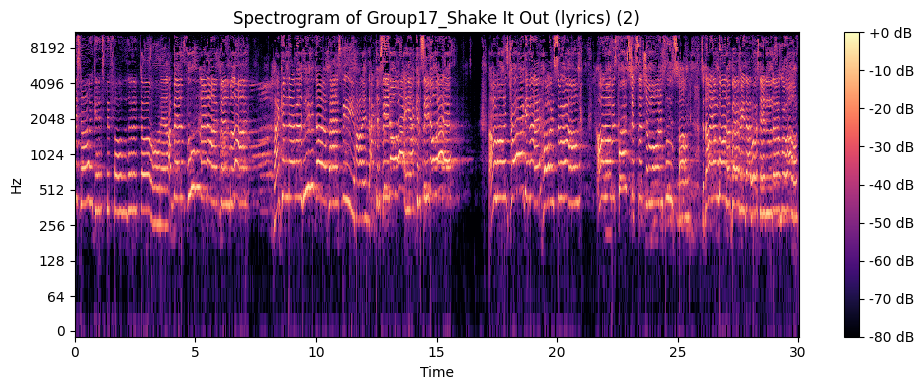 Spectrogram of Group17_Shake It Out (lyrics) (2)
8192
4096
2048
1024
512
256
128
64
0
Hz
0
5
10
15
20
25
30
Time
+0 dB
-10 dB
-20 dB
-30 dB
-40 dB
-50 dB
-60 dB
-70 dB
-80 dB